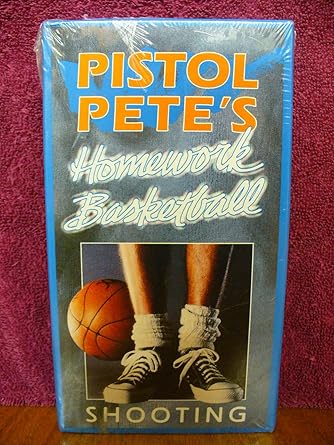 PISTOL
PETE'S
Homework
Basketball
SHOOTING